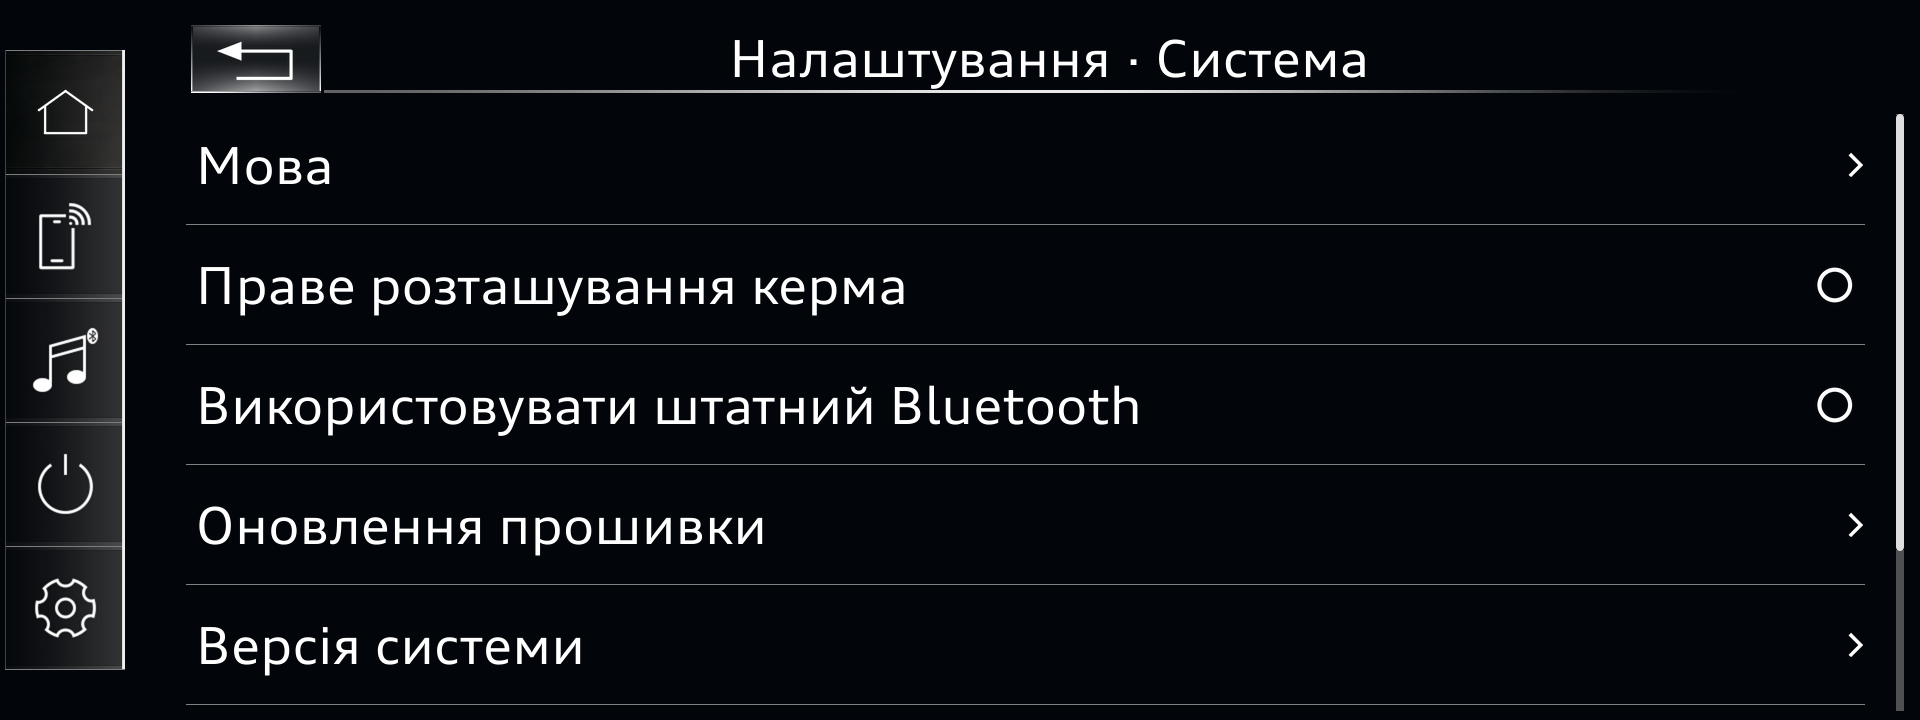 Налаштування · Система
Мова
Праве розташування керма
Використовувати штатний Bluetooth
Оновлення прошивки
Версія системи